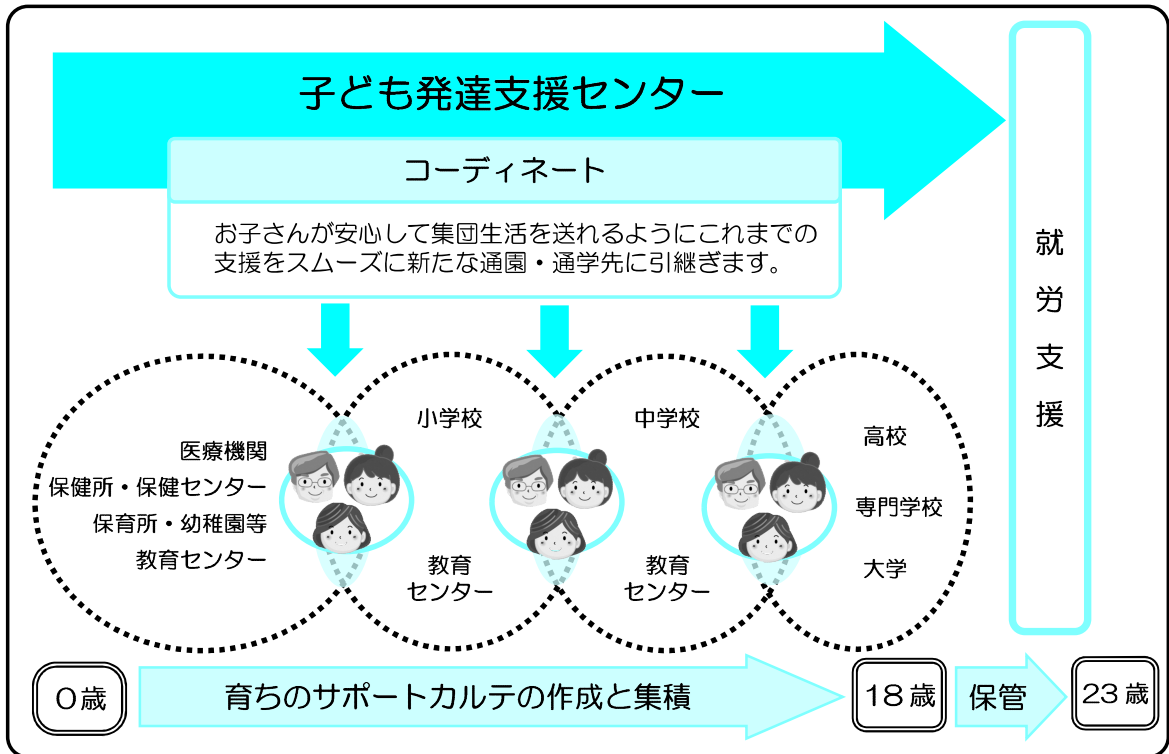 子ども発達支援センター
コーディネート
お子さんが安心して集団生活を送れるようにこれまでの
支援をスムーズに新たな通園・通学先に引継ぎます。
就労支援
医療機関
保健所・保健センター
保育所・幼稚園等
教育センター
小学校
教育
センター
中学校
教育
センター
高校
専門学校
大学
0歳
育ちのサポートカルテの作成と集積
18歳
保管
23歳